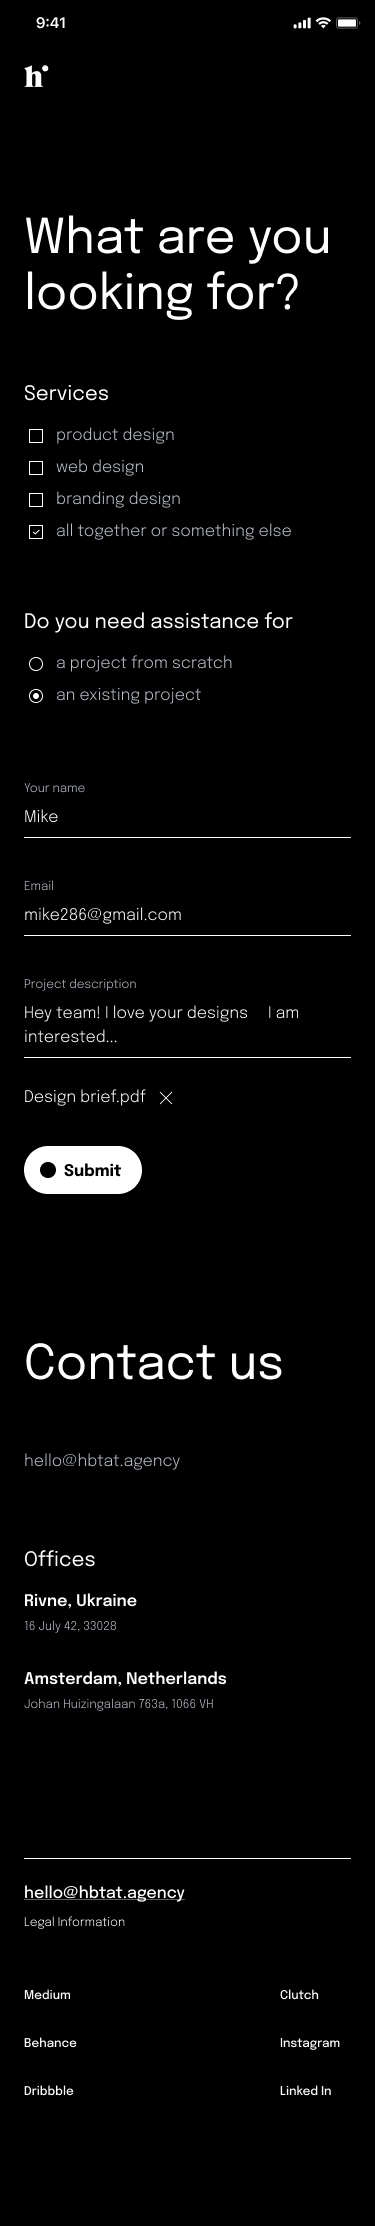 9:41
h
What are you
looking for?
Services
product design
web design
branding design
all together or something else
Do you need assistance for
a project from scratch
an existing project
Your name
Mike
Email
mike286@gmail.com
Project description
Hey team! I love your designs I am
interested...
Design brief.pdf
Submit
Contact us
hello@hbtat.agency
Offices
Rivne, Ukraine
16 July 42, 33028
Amsterdam, Netherlands
Johan Huizingalaan 763a, 1066 VH
hello@hbtat.agency
Legal Information
Medium Clutch
Behance Instagram
Dribbble Linked In